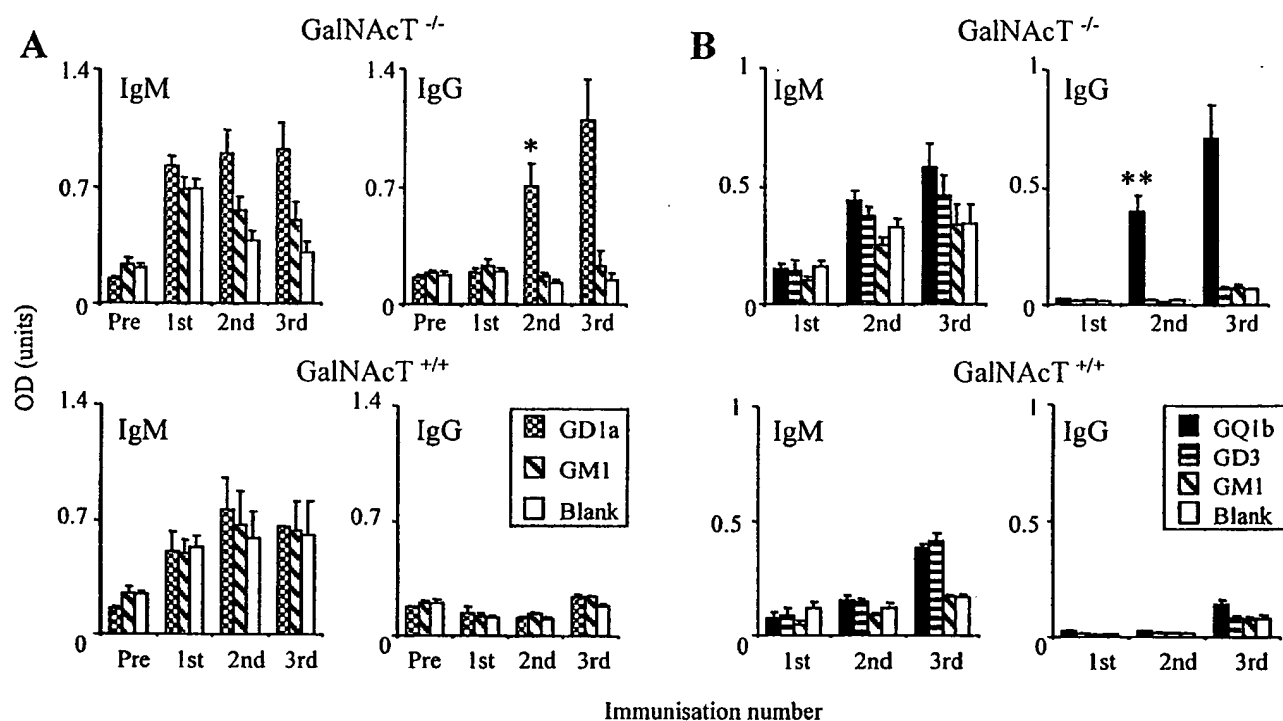 A
GalNAcT -/-
B
GalNAcT -/-
1.4
IgM
0.7
0
Pre 1st 2nd 3rd
1.4
IgG
*
0.7
0
Pre 1st 2nd 3rd
1
IgM
0.5
0
1st 2nd 3rd
1
IgG
**
0.5
0
1st 2nd 3rd
OD (units)
GalNAcT +/+
GalNAcT +/+
1.4
IgM
0.7
0
Pre 1st 2nd 3rd
1.4
IgG
0.7
0
Pre 1st 2nd 3rd
GD1a
GM1
Blank
1
IgM
0.5
0
1st 2nd 3rd
1
IgG
0.5
0
1st 2nd 3rd
GQ1b
GD3
GM1
Blank
Immunisation number